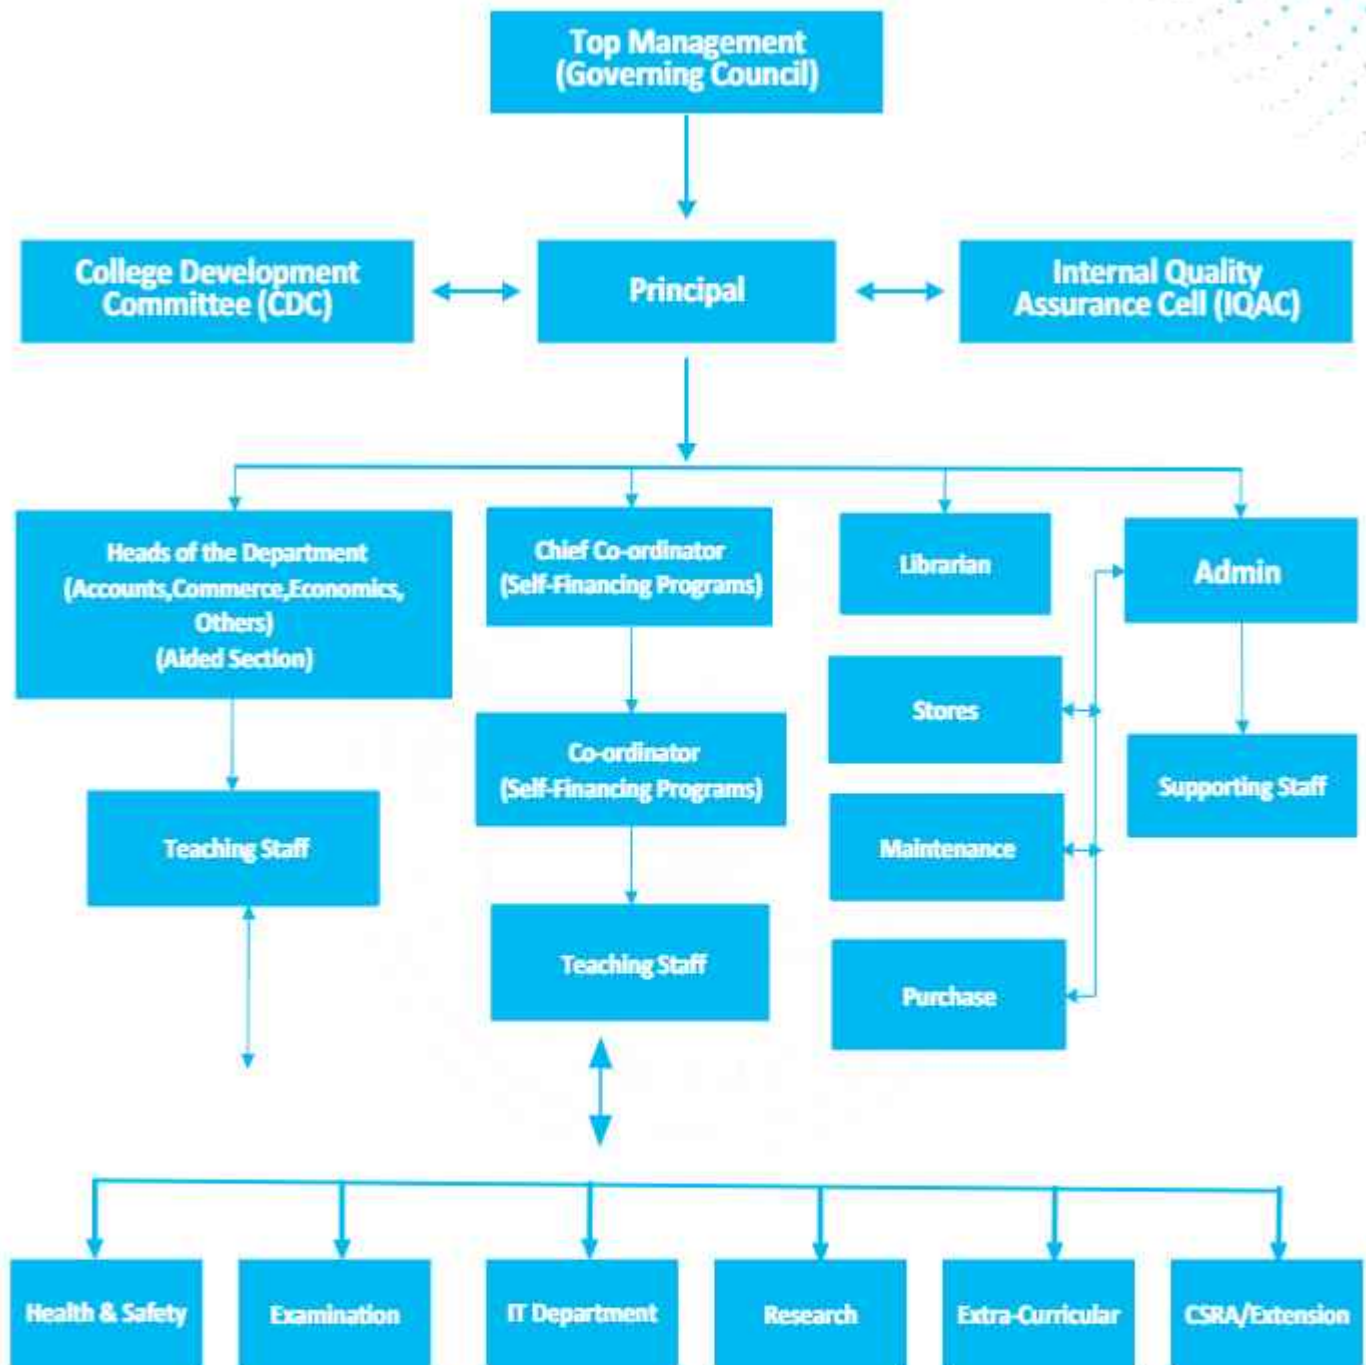 Top Management
(Governing Council)
College Development
Committee (CDC)
Principal
Internal Quality
Assurance Cell (IQAC)
Heads of the Department
(Accounts,Commerce,Economics,
Others)
(Aided Section)
Chief Co-ordinator
(Self-Financing Programs)
Librarian
Admin
Stores
Co-ordinator
(Self-Financing Programs)
Supporting Staff
Teaching Staff
Maintenance
Teaching Staff
Purchase
Health & Safety
Examination
IT Department
Research
Extra-Curricular
CSRA/Extension